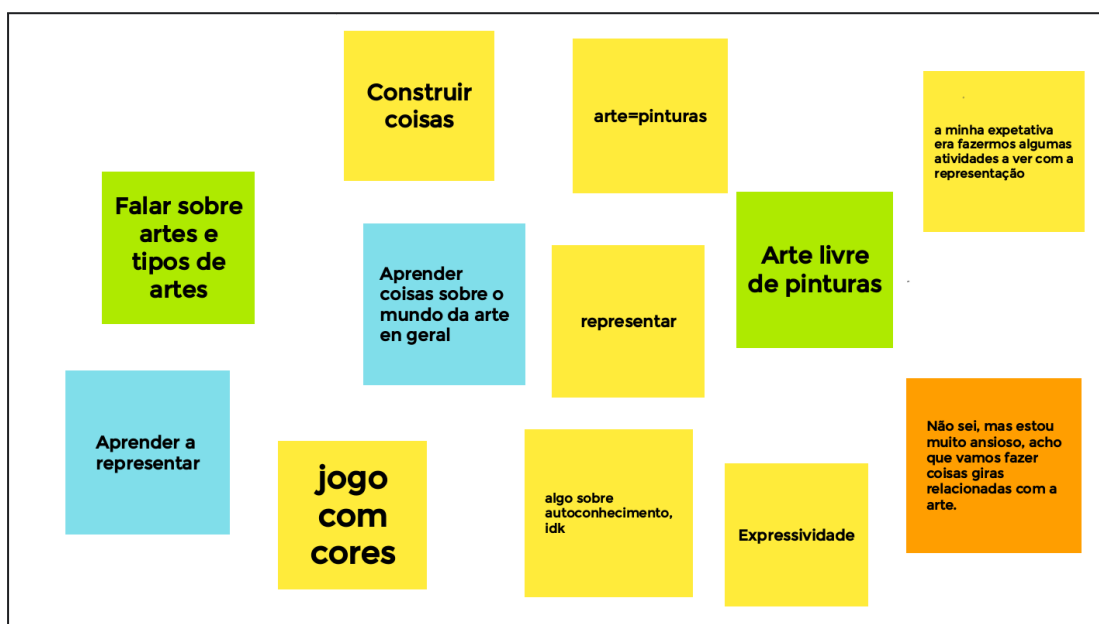 Construir
coisas
arte=pinturas
a minha expetativa
era fazermos algumas
atividades a ver com a
representação
Falar sobre
artes e
tipos de
artes
Aprender
coisas sobre o
mundo da arte
en geral
representar
Arte livre
de pinturas
Aprender a
representar
jogo
com
cores
algo sobre
autoconhecimento,
idk
Expressividade
Não sei, mas estou
muito ansioso, acho
que vamos fazer
coisas giras
relacionadas com a
arte.